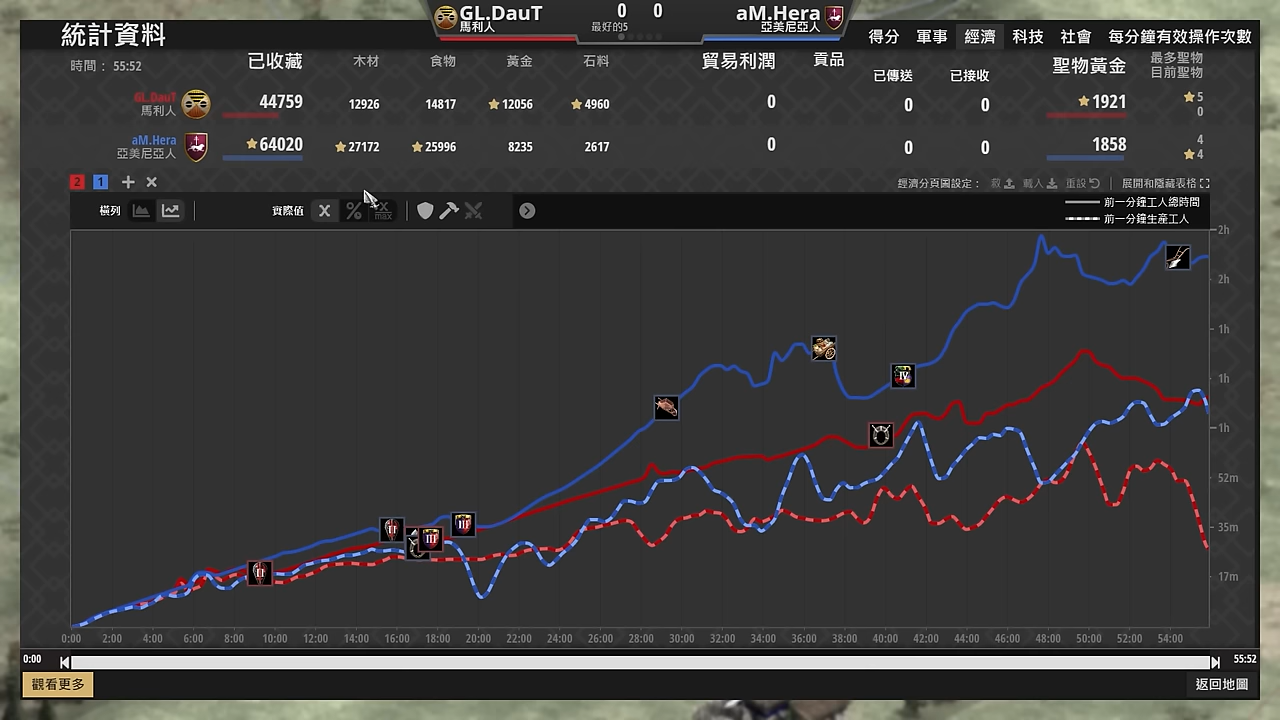 GL.DauT
馬利人
0 0
最好的5
aM.Hera
亞美尼亞人
統計資料
得分 軍事 經濟 科技 社會 每分鐘有效操作次數
時間： 55:52
已收藏 木材 食物 黃金 石料 貿易利潤 貢品 已傳送 已接收 聖物黃金 最多聖物
目前聖物
GL.DauT
馬利人
44759 12926 14817 12056 4960 0 0 0 1921 5
0
aM.Hera
亞美尼亞人
64020 27172 25996 8235 2617 0 0 0 1858 4
4
2 1
經濟分頁圖設定： 載入 重設 展開和隱藏表格
橫列 實際值 X % X max
前一分鐘工人總時間
前一分鐘生產工人
2h
2h
1h
1h
1h
52m
35m
17m
II II III III IV
0:00 2:00 4:00 6:00 8:00 10:00 12:00 14:00 16:00 18:00 20:00 22:00 24:00 26:00 28:00 30:00 32:00 34:00 36:00 38:00 40:00 42:00 44:00 46:00 48:00 50:00 52:00 54:00
0:00 55:52
觀看更多 返回地圖